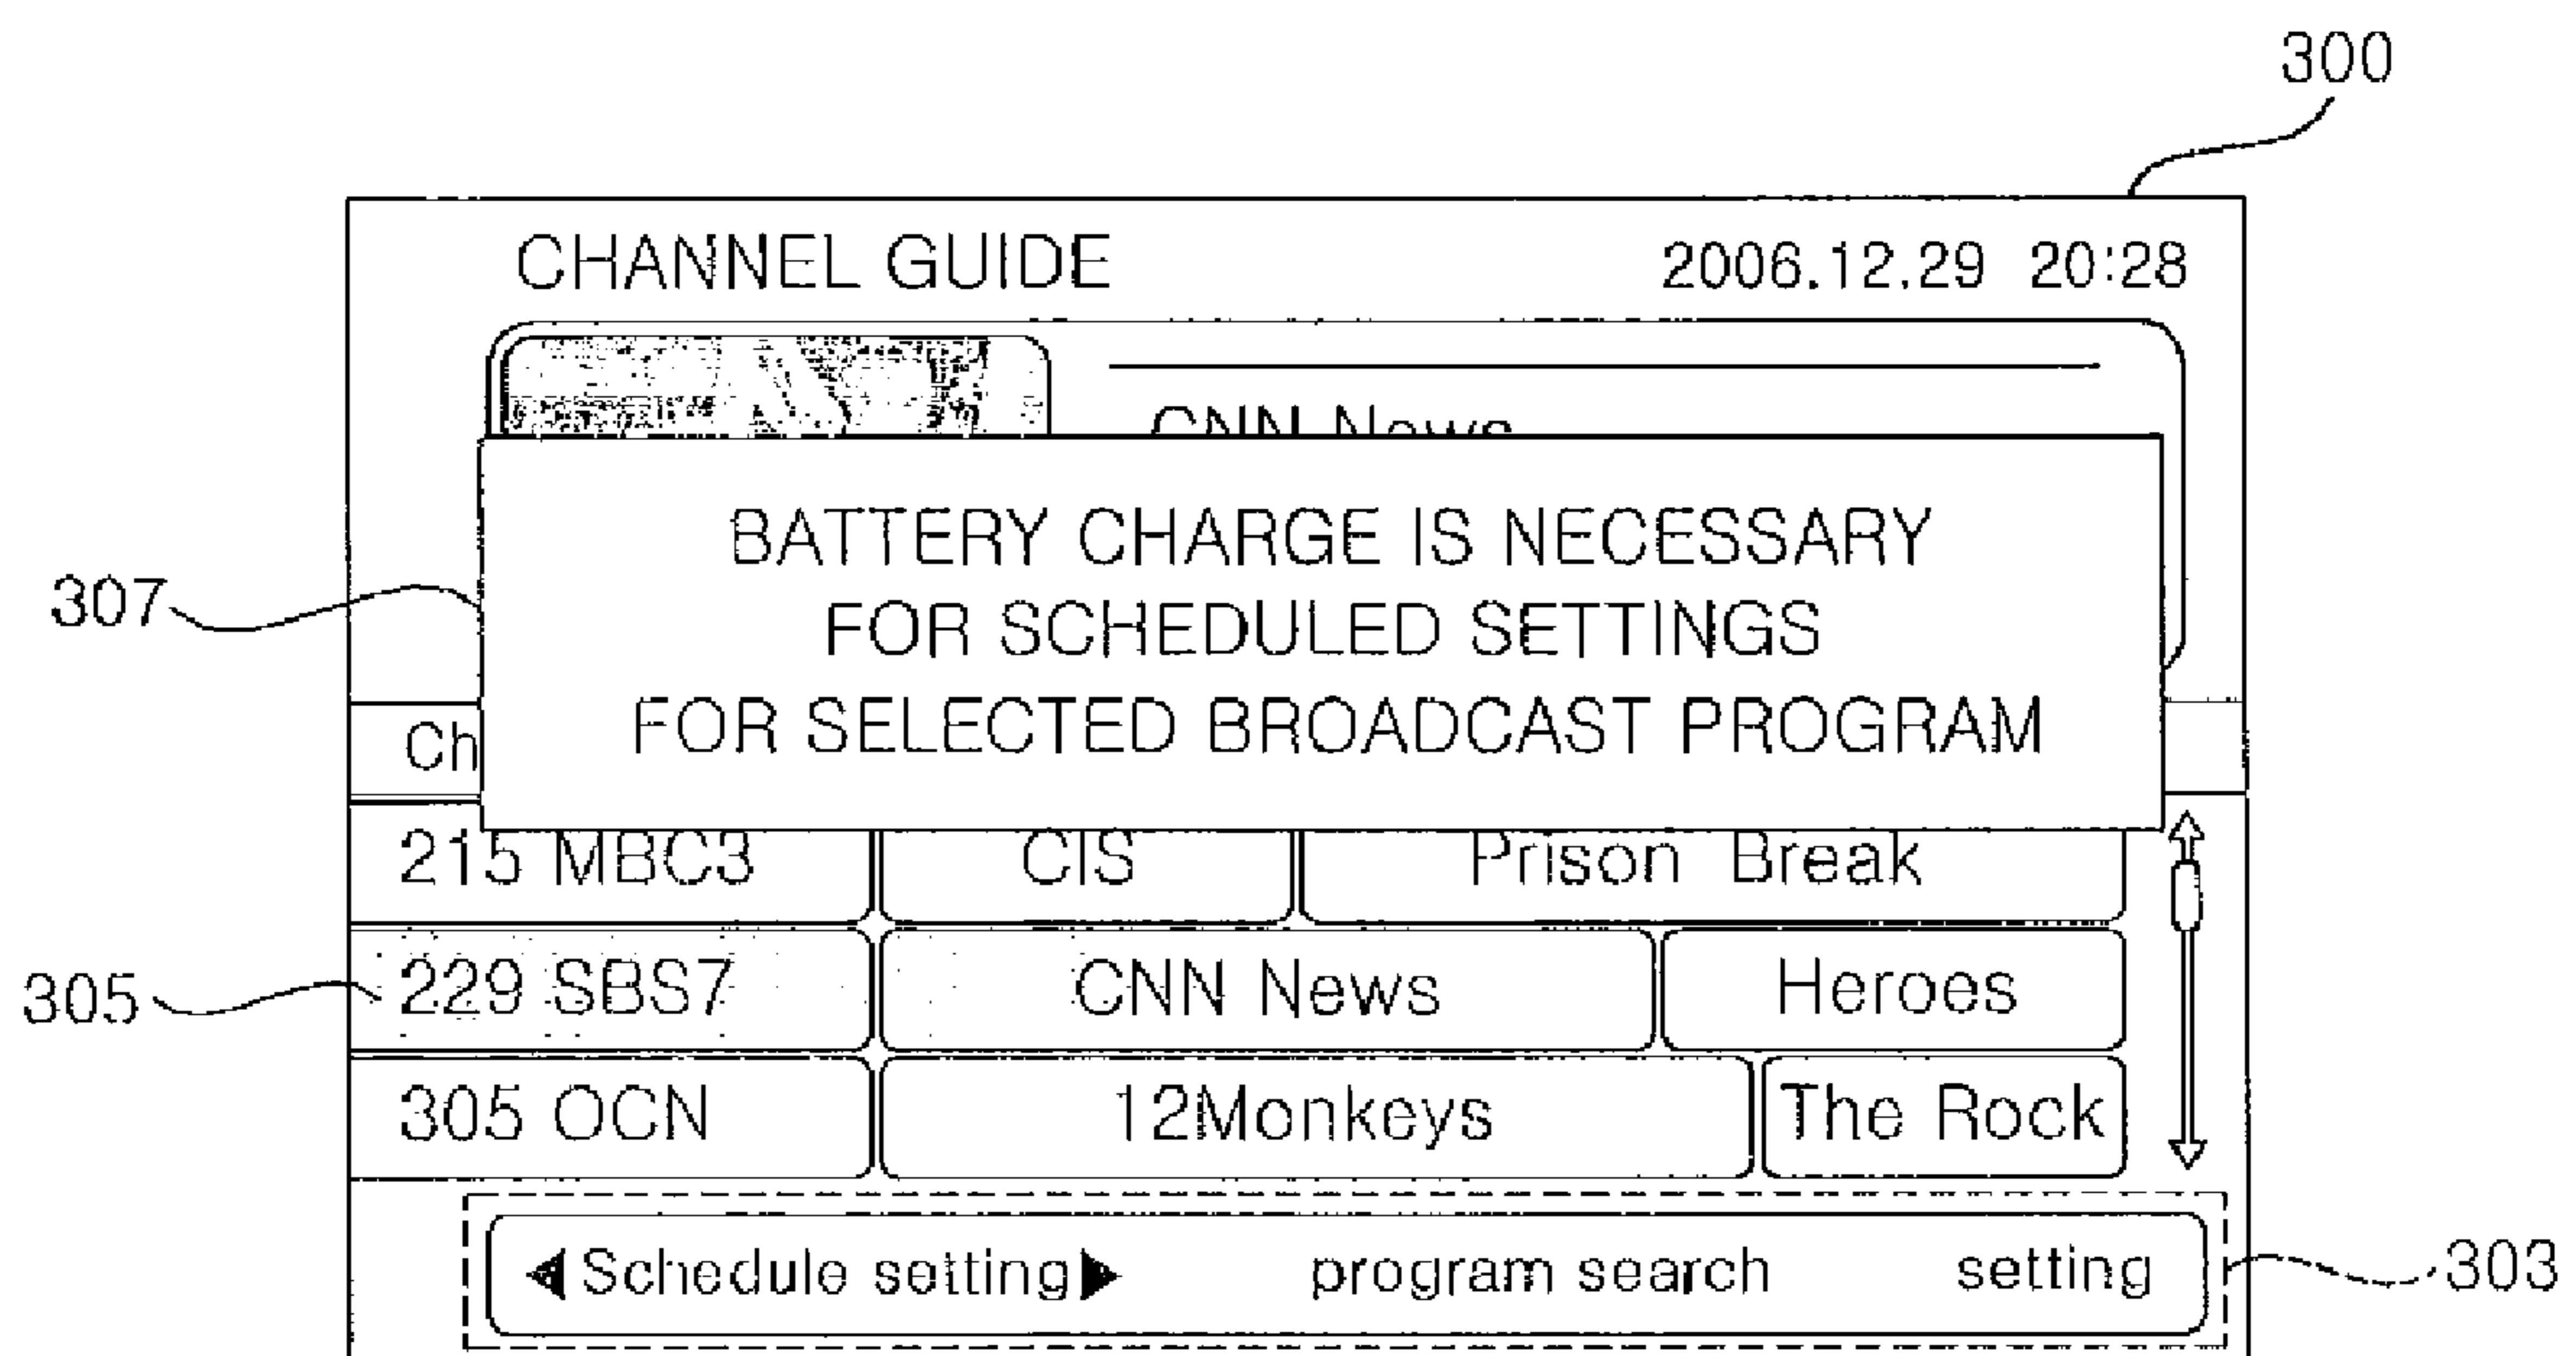 300
CHANNEL GUIDE 2006.12.29 20:28
CNN News
BATTERY CHARGE IS NECESSARY
FOR SCHEDULED SETTINGS
FOR SELECTED BROADCAST PROGRAM
307
Ch
215 MBC3 CIS Prison Break
305 229 SBS7 CNN News Heroes
305 OCN 12Monkeys The Rock
Schedule setting program search setting 303